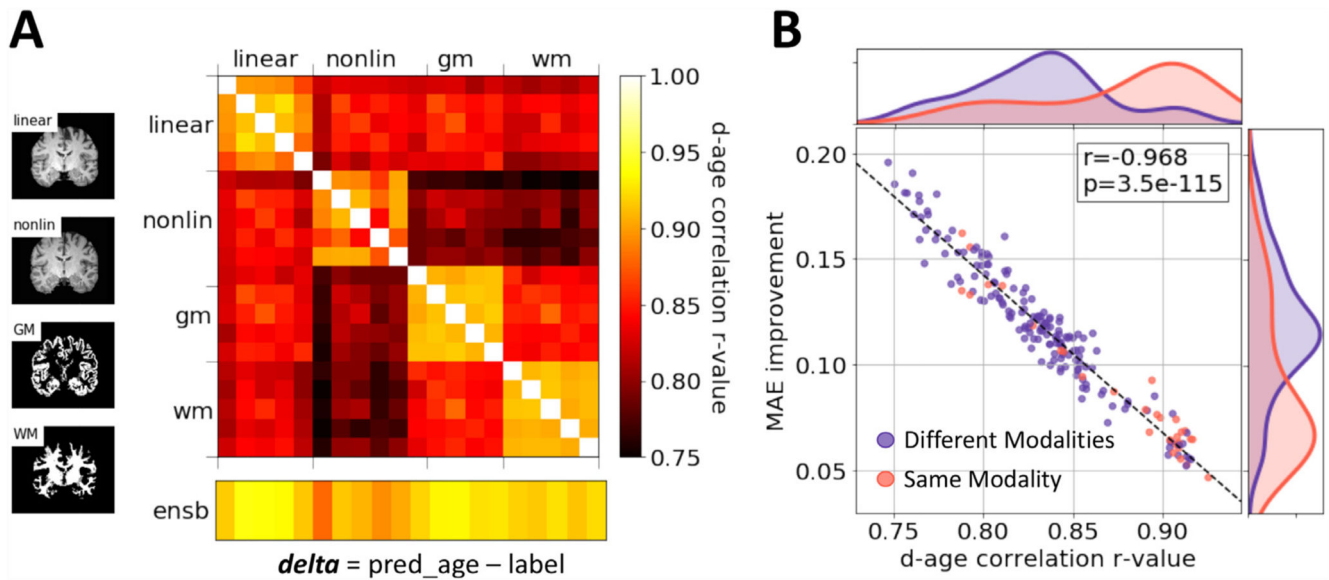 A
linear nonlin gm wm
linear
nonlin
gm
wm
linear
nonlin
GM
WM
1.00
0.95
0.90
0.85
0.80
0.75
d-age correlation r-value
ensb
delta = pred_age – label
B
0.20
0.15
0.10
0.05
MAE improvement
r=-0.968
p=3.5e-115
Different Modalities
Same Modality
0.75 0.80 0.85 0.90
d-age correlation r-value